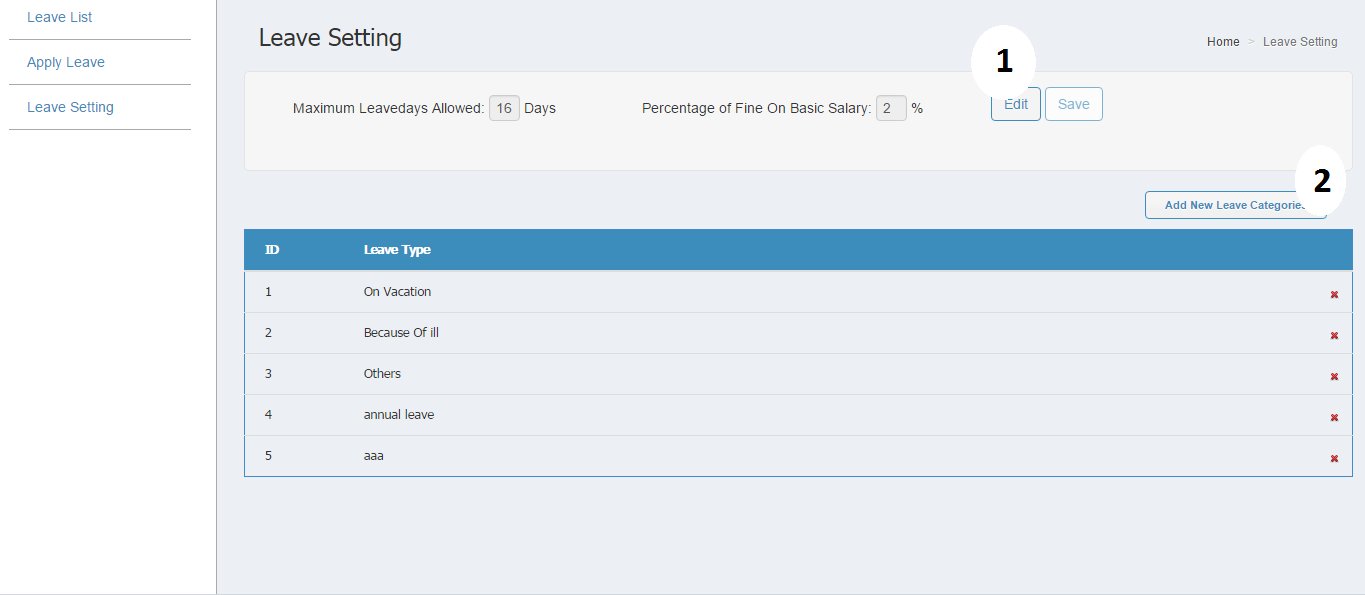 Leave List
Apply Leave
Leave Setting
Leave Setting
Home > Leave Setting
1
Maximum Leavedays Allowed: 16 Days
Percentage of Fine On Basic Salary: 2 %
Edit
Save
2
Add New Leave Categories
ID Leave Type
1 On Vacation
2 Because Of ill
3 Others
4 annual leave
5 aaa